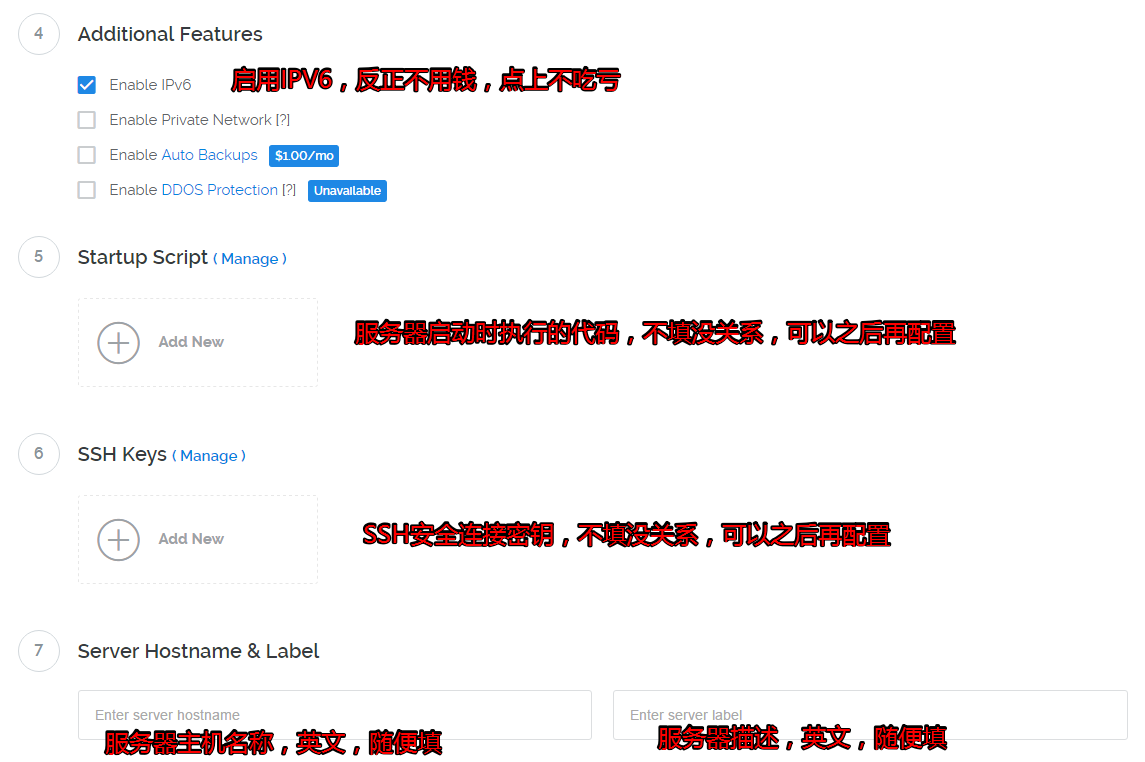 4 Additional Features
Enable IPv6 启用IPV6，反正不用钱，点上不吃亏
Enable Private Network [?]
Enable Auto Backups $1.00/mo
Enable DDOS Protection [?] Unavailable
5 Startup Script ( Manage )
Add New 服务器启动时执行的代码，不填没关系，可以之后再配置
6 SSH Keys ( Manage )
Add New SSH安全连接密钥，不填没关系，可以之后再配置
7 Server Hostname & Label
Enter server hostname Enter server label
服务器主机名称，英文，随便填 服务器描述，英文，随便填